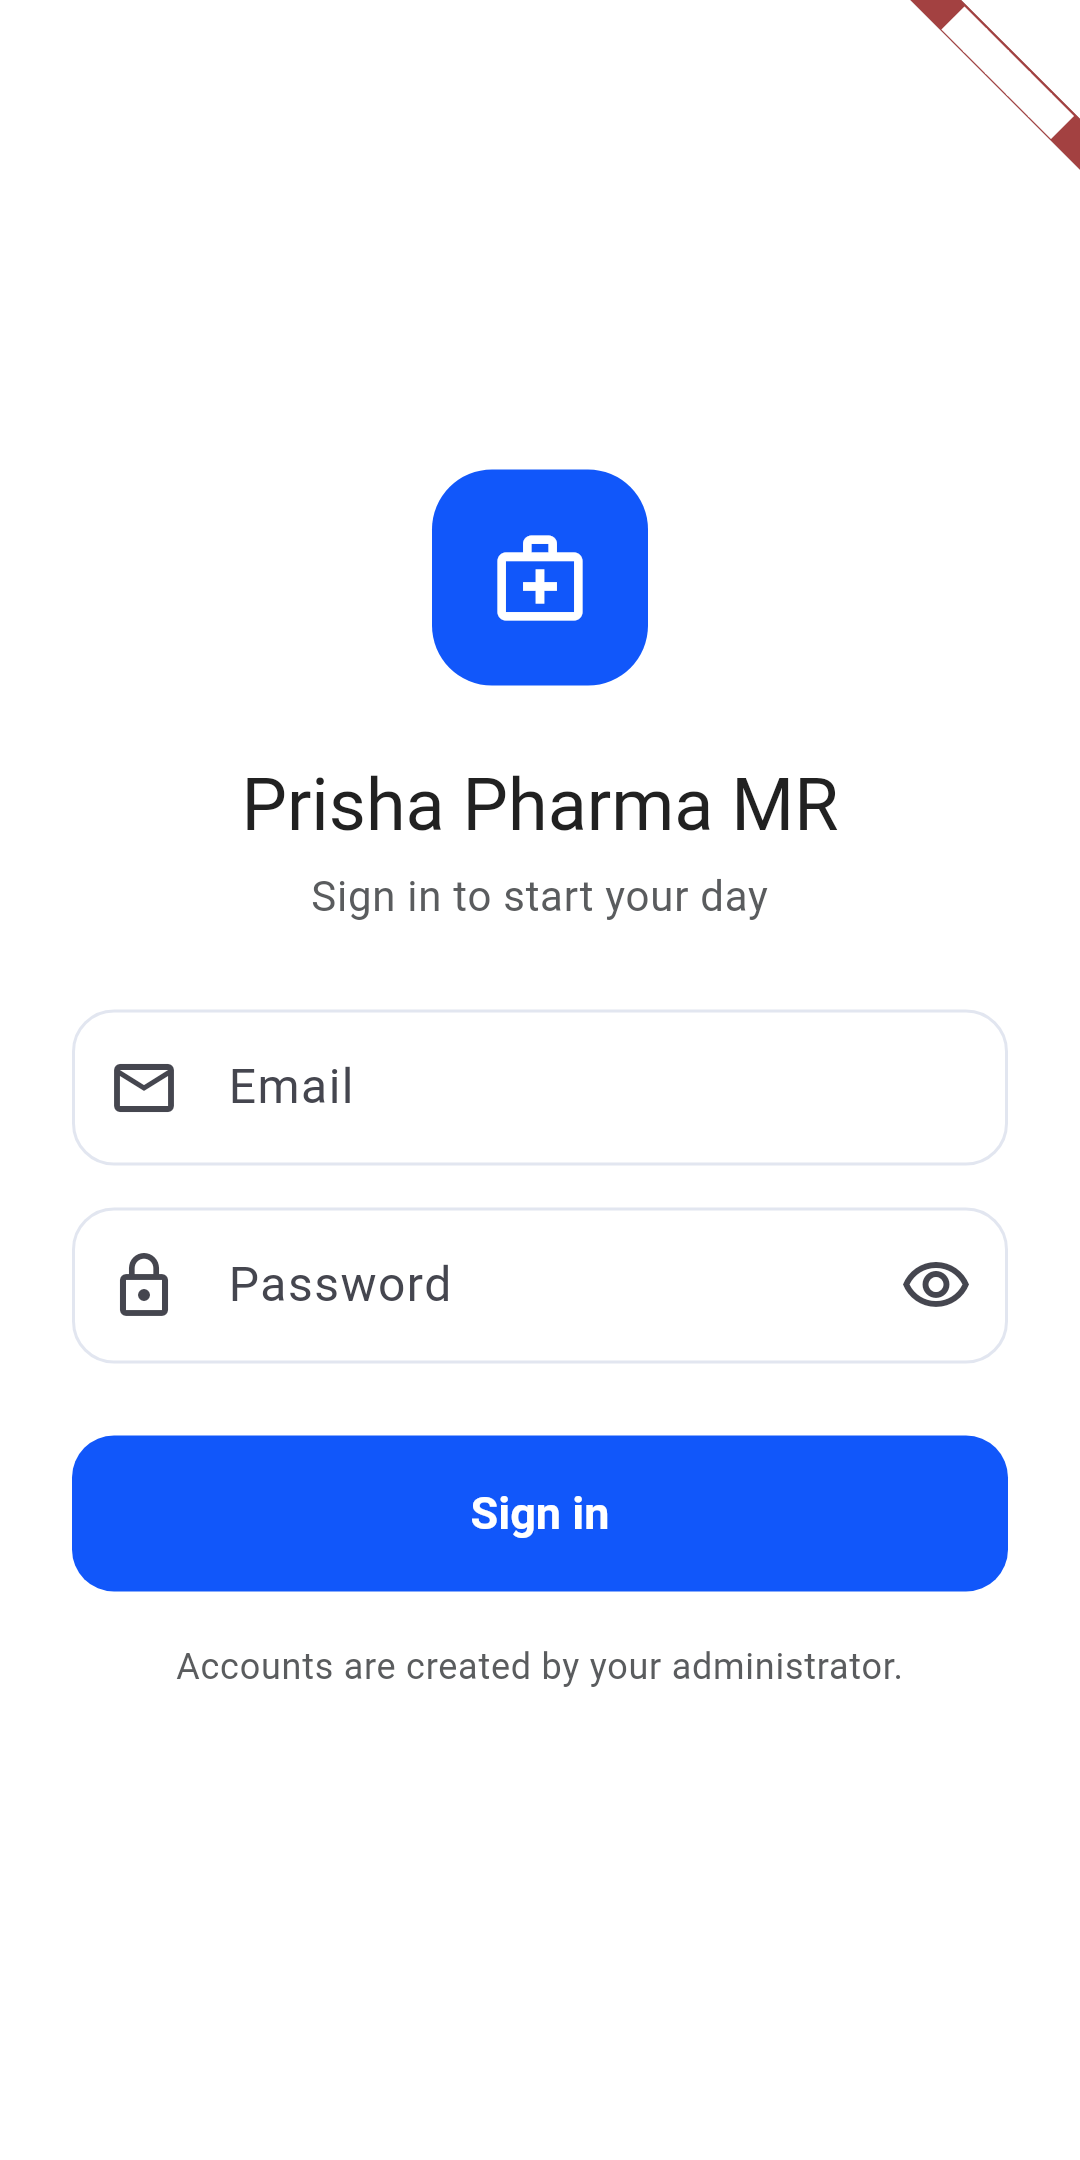 Prisha Pharma MR
Sign in to start your day
Email
Password
Sign in
Accounts are created by your administrator.